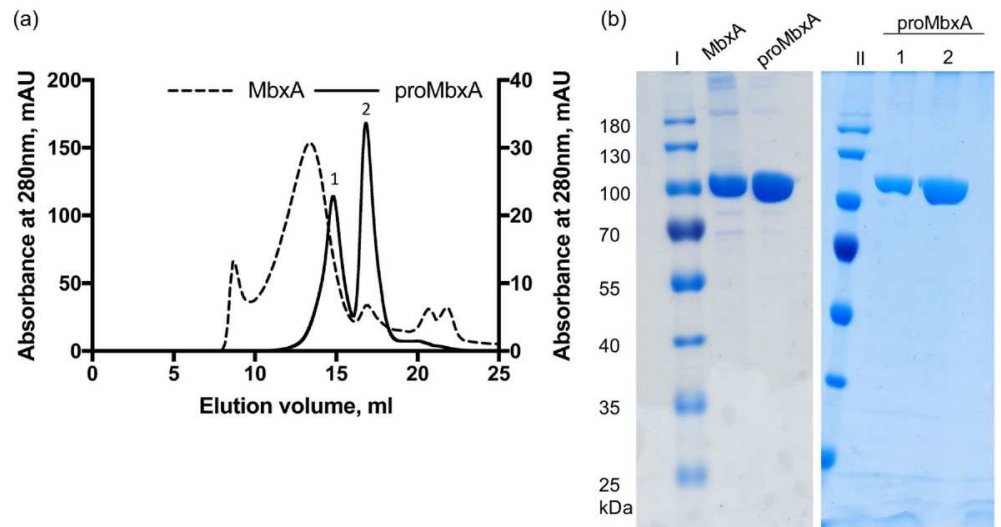 (a)
MbxA
proMbxA
1
2
200
150
100
50
0
40
30
20
10
0
0
5
10
15
20
25
Absorbance at 280nm, mAU
Absorbance at 280nm, mAU
Elution volume, ml
(b)
I
MbxA
proMbxA
proMbxA
II
1
2
180
130
100
70
55
40
35
25
kDa